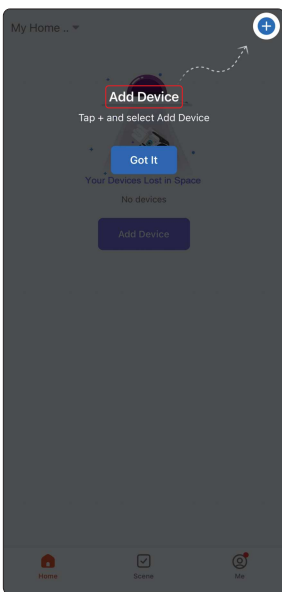 My Home ..
Add Device
Tap + and select Add Device
Got It
Your Devices Lost in Space
No devices
Add Device
Home
Scene
Me